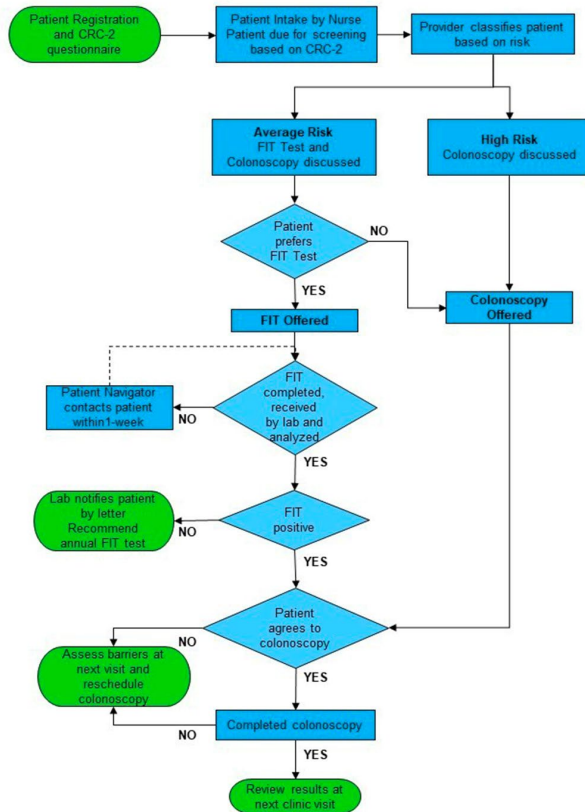 Patient Registration
and CRC-2
questionnaire
Patient Intake by Nurse
Patient due for screening
based on CRC-2
Provider classifies patient
based on risk
Average Risk
FIT Test and
Colonoscopy discussed
High Risk
Colonoscopy discussed
Patient
prefers
FIT Test
NO
YES
FIT Offered
Colonoscopy
Offered
Patient Navigator
contacts patient
within1-week
NO
FIT
completed,
received
by lab and
analyzed
YES
Lab notifies patient
by letter
Recommend
annual FIT test
NO
FIT
positive
YES
Patient
agrees to
colonoscopy
NO
Assess barriers at
next visit and
reschedule
colonoscopy
YES
Completed colonoscopy
NO
YES
Review results at
next clinic visit